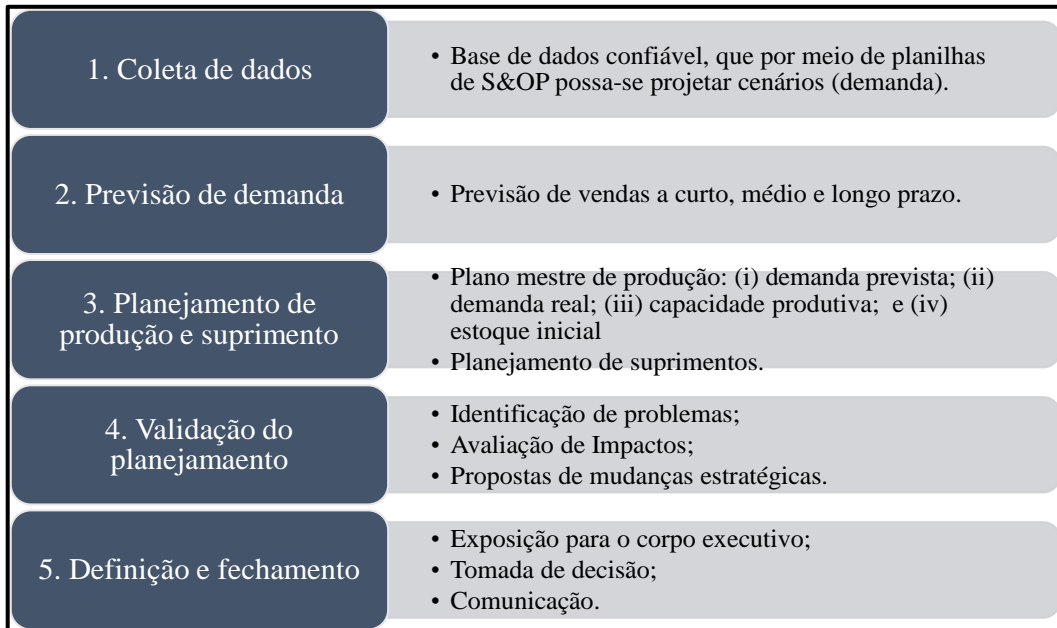 1. Coleta de dados
• Base de dados confiável, que por meio de planilhas
de S&OP possa-se projetar cenários (demanda).
2. Previsão de demanda
• Previsão de vendas a curto, médio e longo prazo.
3. Planejamento de
produção e suprimento
• Plano mestre de produção: (i) demanda prevista; (ii)
demanda real; (iii) capacidade produtiva; e (iv)
estoque inicial
• Planejamento de suprimentos.
4. Validação do
planejamaento
• Identificação de problemas;
• Avaliação de Impactos;
• Propostas de mudanças estratégicas.
5. Definição e fechamento
• Exposição para o corpo executivo;
• Tomada de decisão;
• Comunicação.